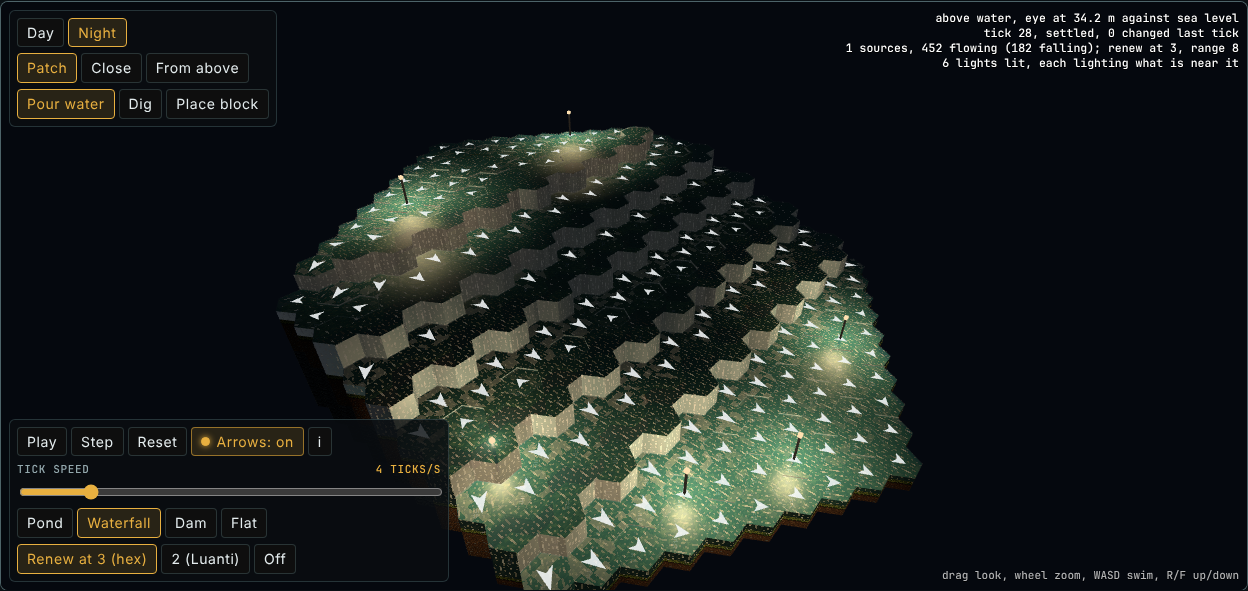 Day Night
Patch Close From above
Pour water Dig Place block
above water, eye at 34.2 m against sea level
tick 28, settled, 0 changed last tick
1 sources, 452 flowing (182 falling); renew at 3, range 8
6 lights lit, each lighting what is near it
Play Step Reset Arrows: on i
TICK SPEED 4 TICKS/S
Pond Waterfall Dam Flat
Renew at 3 (hex) 2 (Luanti) Off
drag look, wheel zoom, WASD swim, R/F up/down